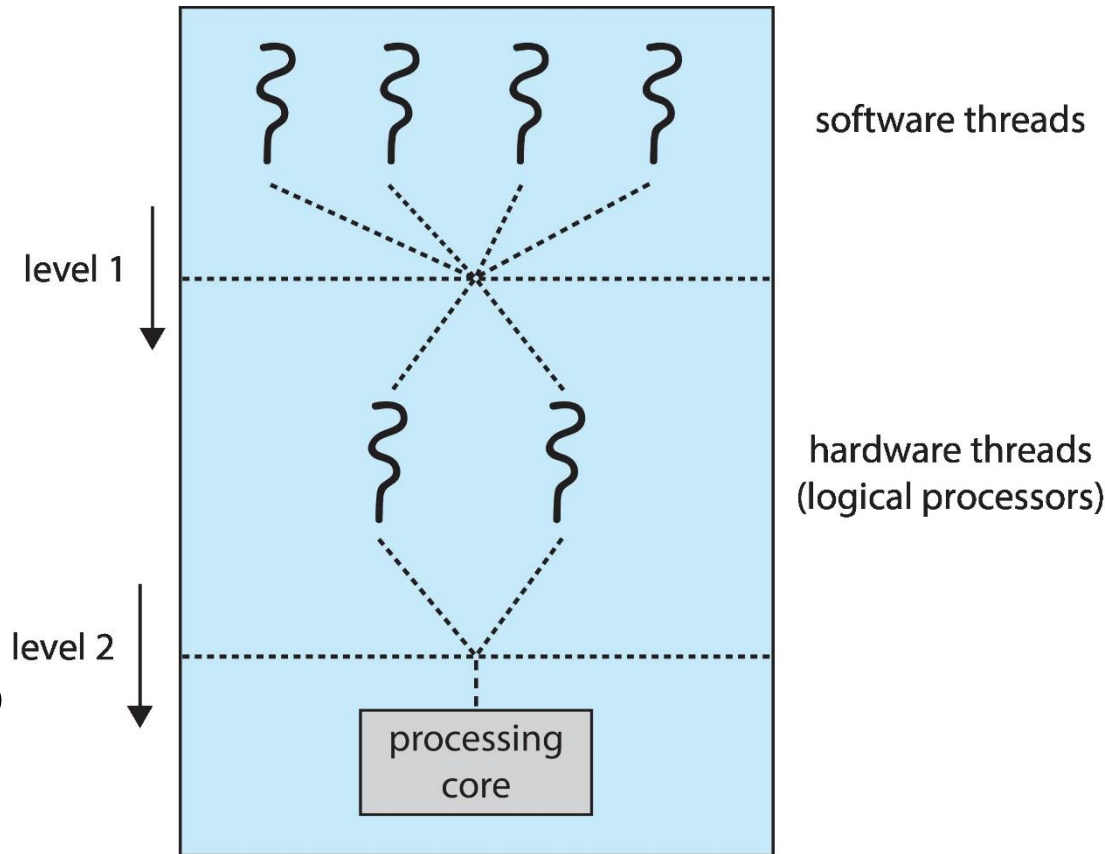 software threads
level 1
hardware threads
(logical processors)
level 2
)
processing
core